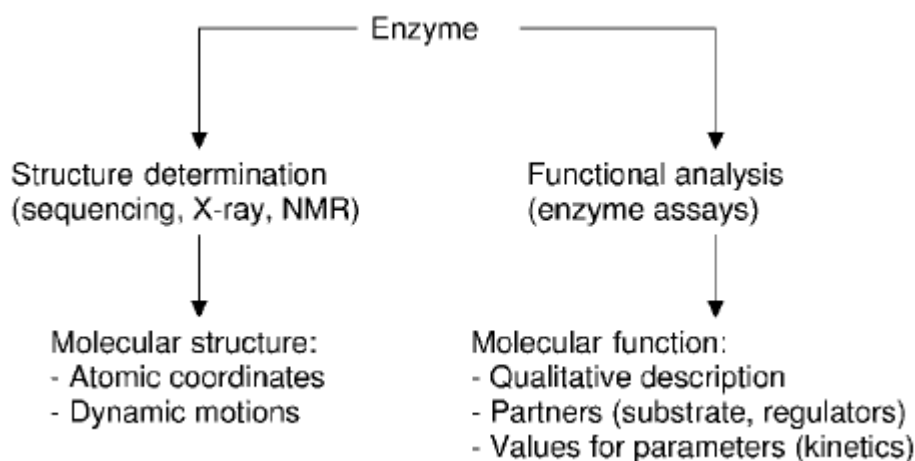 Enzyme
Structure determination
(sequencing, X-ray, NMR)
Functional analysis
(enzyme assays)
Molecular structure:
- Atomic coordinates
- Dynamic motions
Molecular function:
- Qualitative description
- Partners (substrate, regulators)
- Values for parameters (kinetics)